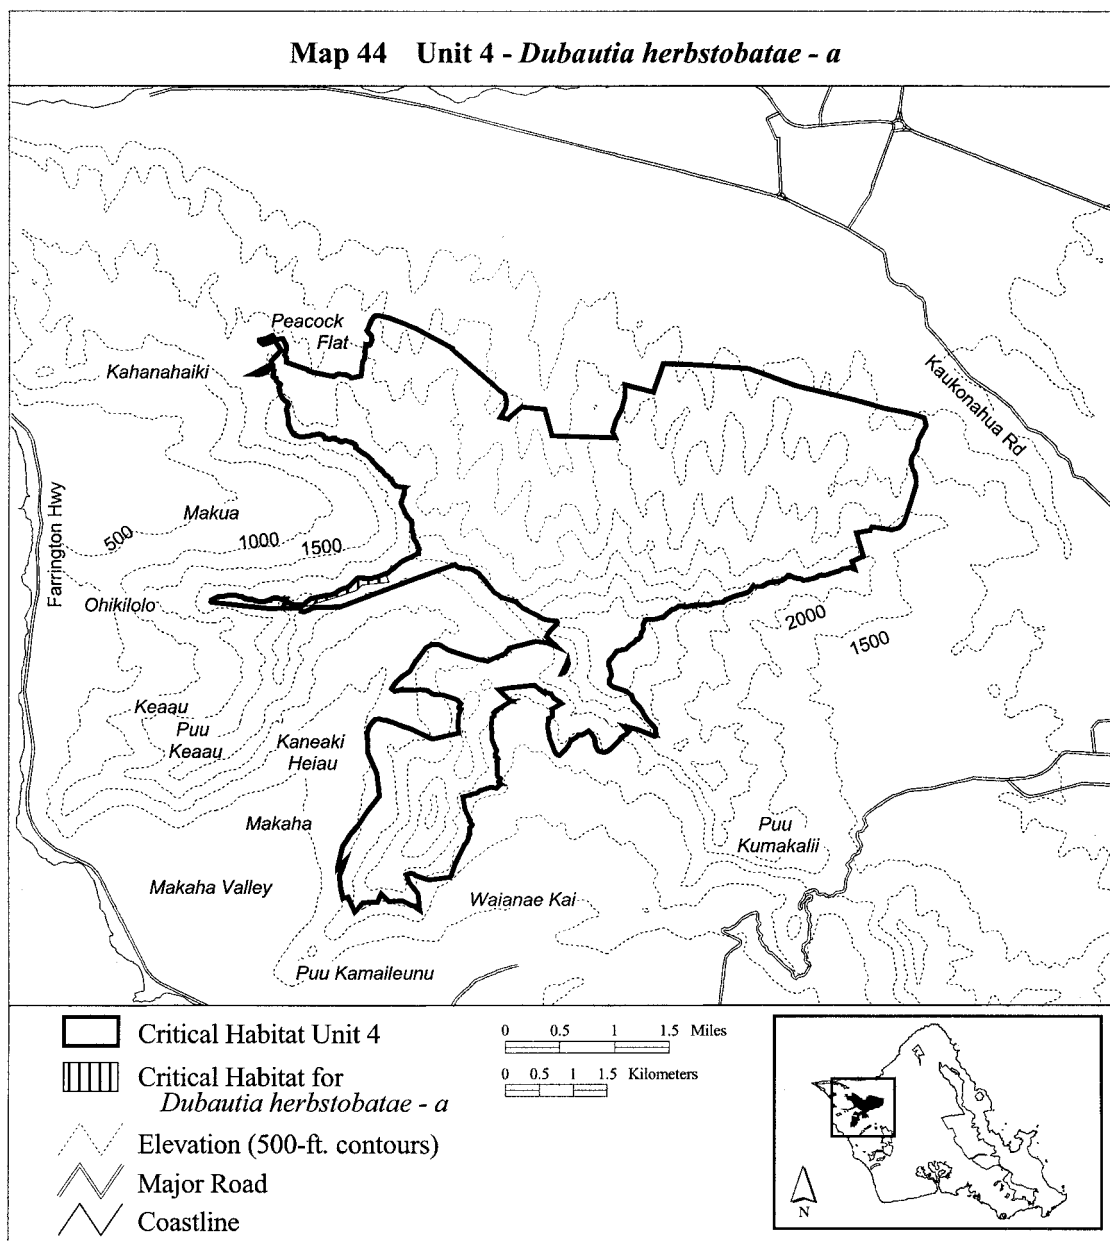 Map 44 Unit 4 - Dubautia herbstobatae - a
Peacock
Flat
Kahanahaiki
Kaukonahua Rd
Farrington Hwy
Makua
500
1000
1500
Ohikilolo
2000
1500
Keaau
Puu
Keaau
Kaneaki
Heiau
Makaha
Puu
Kumakalii
Makaha Valley
Waianae Kai
Puu Kamaileunu
Critical Habitat Unit 4
Critical Habitat for
Dubautia herbstobatae - a
Elevation (500-ft. contours)
Major Road
Coastline
0 0.5 1 1.5 Miles
0 0.5 1 1.5 Kilometers
N